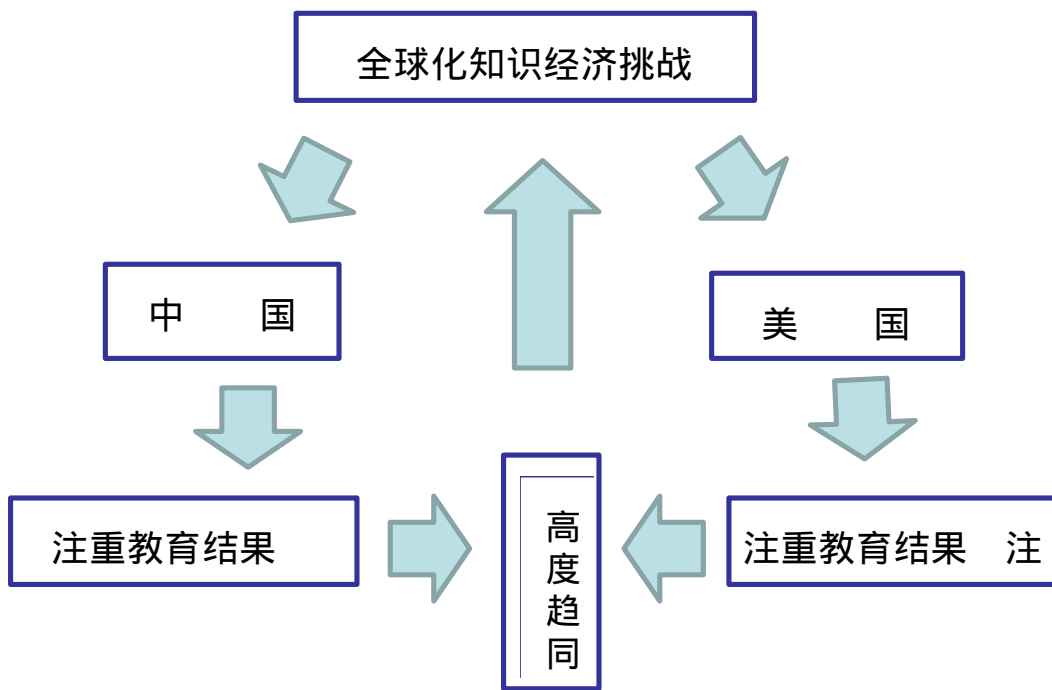 全球化知识经济挑战
中 国
美 国
注重教育结果
高度趋同
注重教育结果 注